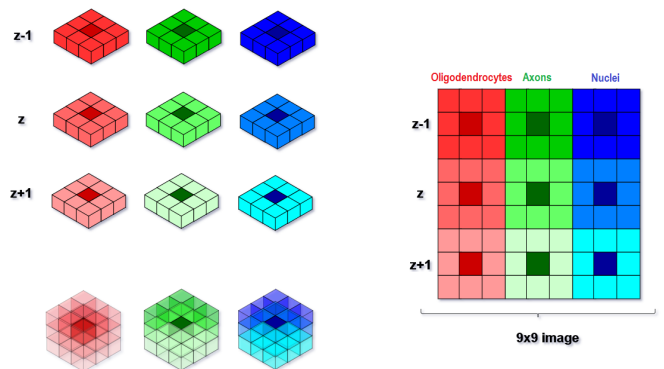 z-1
z
z+1
Oligodendrocytes Axons Nuclei
z-1
z
z+1
9x9 image